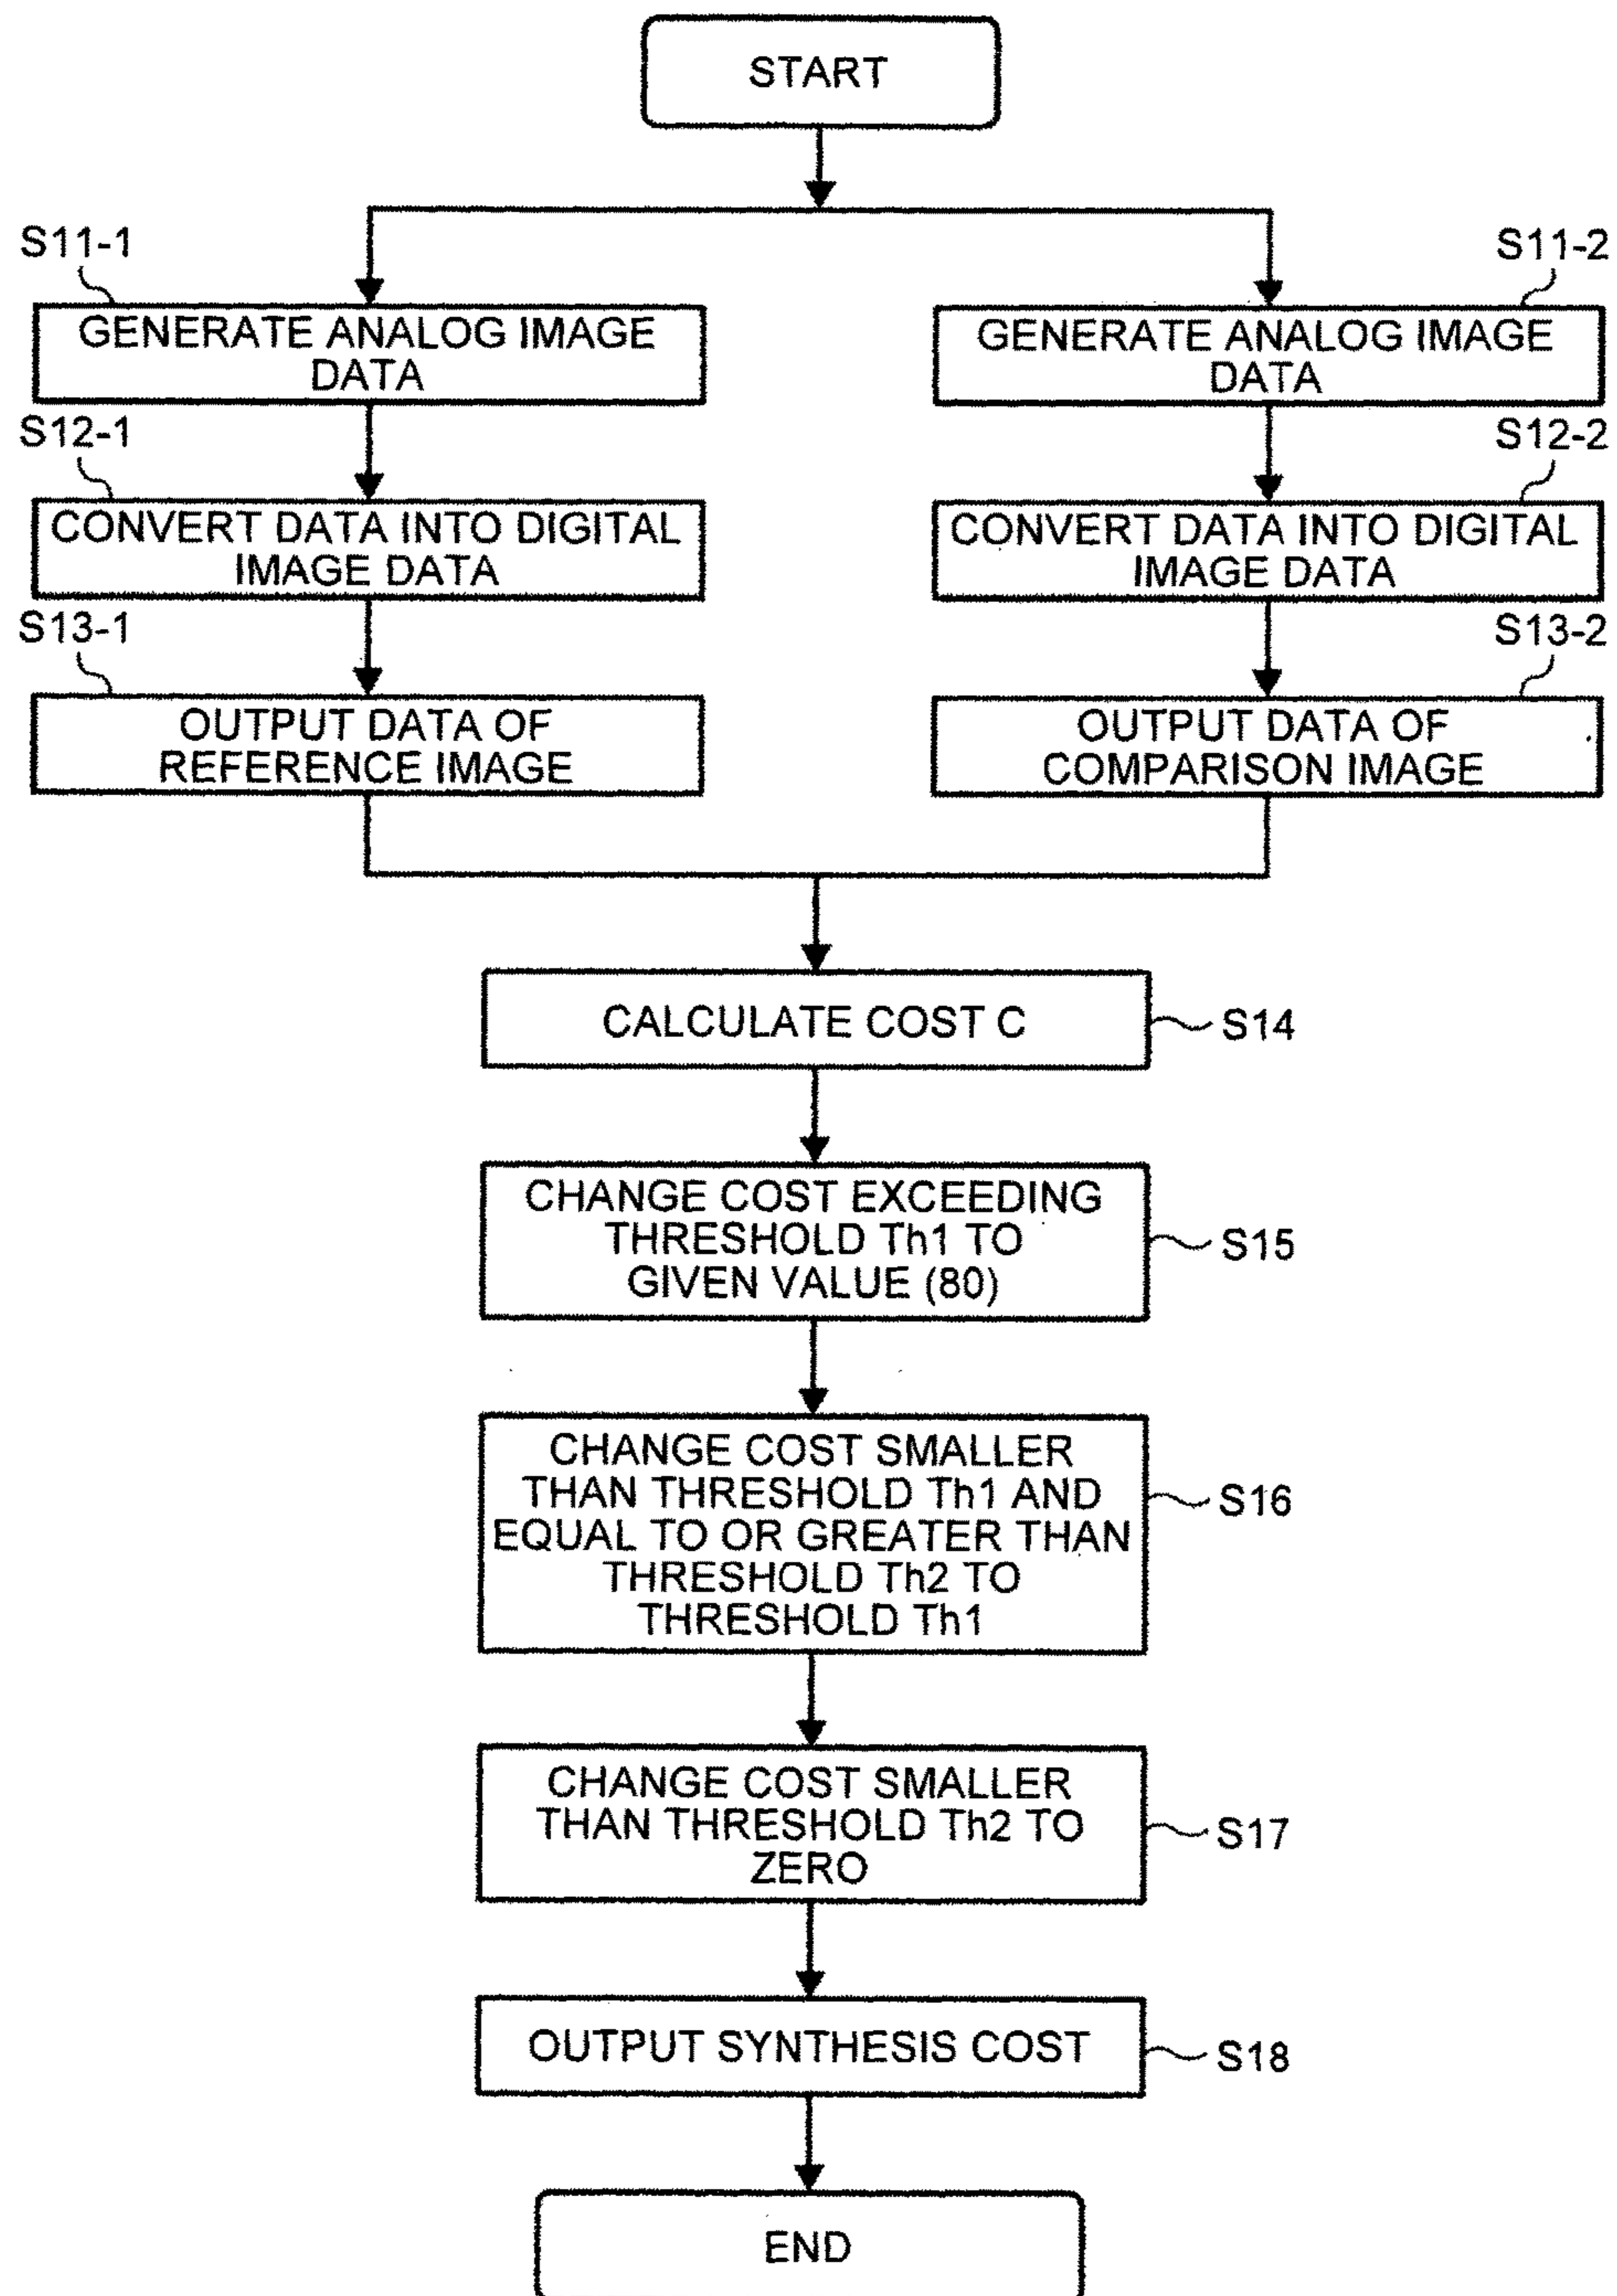 START
S11-1
S11-2
GENERATE ANALOG IMAGE
DATA
GENERATE ANALOG IMAGE
DATA
S12-1
S12-2
CONVERT DATA INTO DIGITAL
IMAGE DATA
CONVERT DATA INTO DIGITAL
IMAGE DATA
S13-1
S13-2
OUTPUT DATA OF
REFERENCE IMAGE
OUTPUT DATA OF
COMPARISON IMAGE
CALCULATE COST C
S14
CHANGE COST EXCEEDING
THRESHOLD Th1 TO
GIVEN VALUE (80)
S15
CHANGE COST SMALLER
THAN THRESHOLD Th1 AND
EQUAL TO OR GREATER THAN
THRESHOLD Th2 TO
THRESHOLD Th1
S16
CHANGE COST SMALLER
THAN THRESHOLD Th2 TO
ZERO
S17
OUTPUT SYNTHESIS COST
S18
END